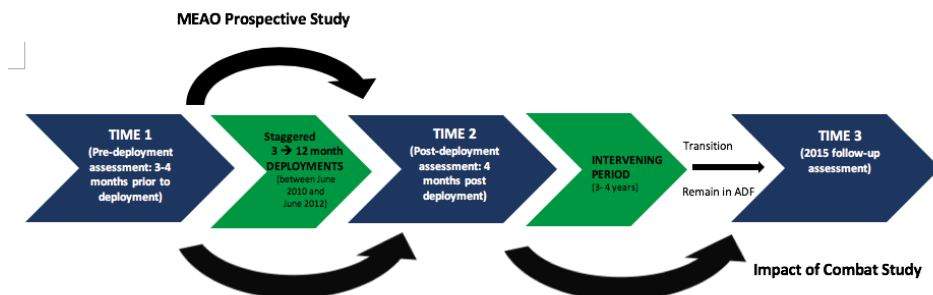 MEAO Prospective Study
TIME 1
(Pre-deployment
assessment: 3-4
months prior to
deployment)
Staggered
3 → 12 month
DEPLOYMENTS
(between June
2010 and
June 2012]
TIME 2
(Post-deployment
assessment: 4
months post
deployment)
INTERVENING
PERIOD
[3- 4 years]
Transition
Remain in ADF
TIME 3
(2015 follow-up
assessment)
Impact of Combat Study